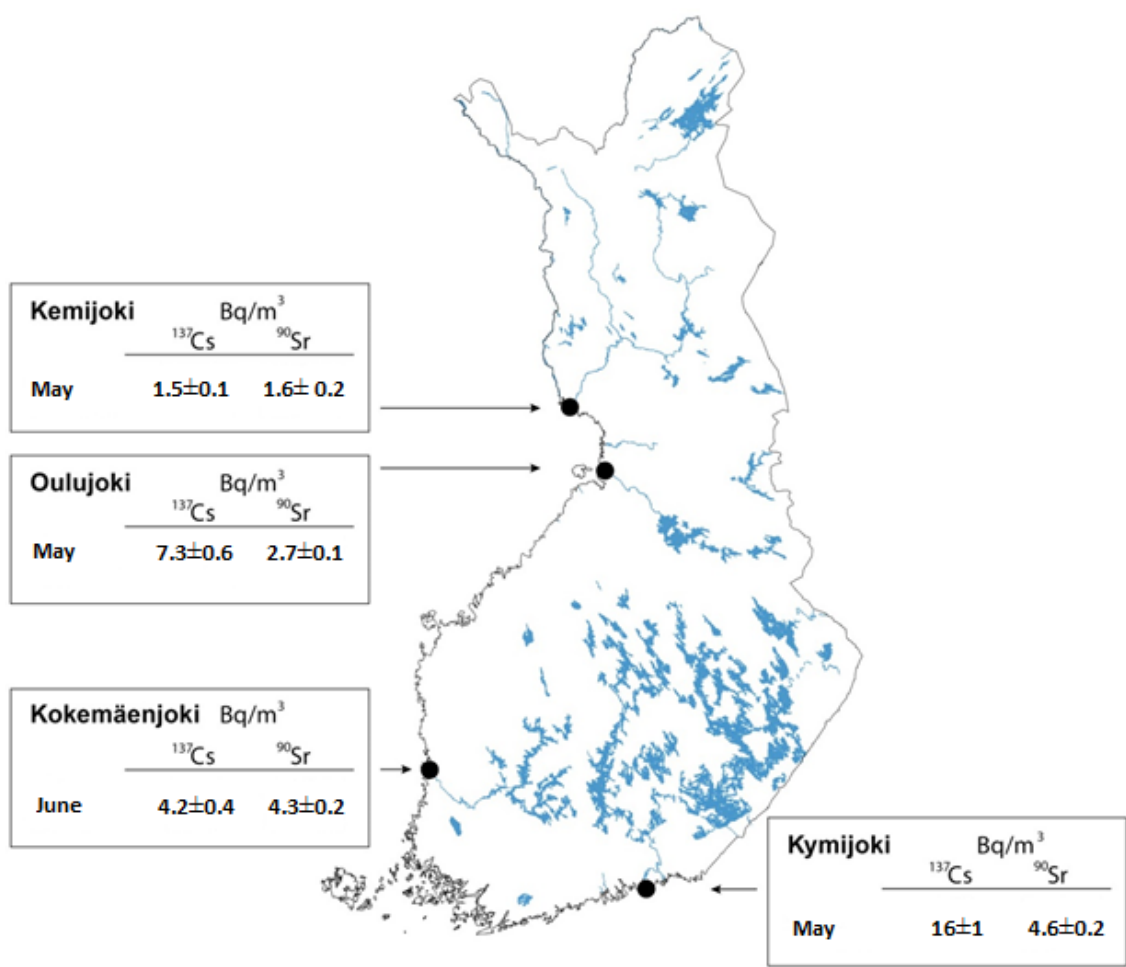 Kemijoki Bq/m³
¹³⁷Cs ⁹⁰Sr
May 1.5±0.1 1.6± 0.2
Oulujoki Bq/m³
¹³⁷Cs ⁹⁰Sr
May 7.3±0.6 2.7±0.1
Kokemäenjoki Bq/m³
¹³⁷Cs ⁹⁰Sr
June 4.2±0.4 4.3±0.2
Kymijoki Bq/m³
¹³⁷Cs ⁹⁰Sr
May 16±1 4.6±0.2